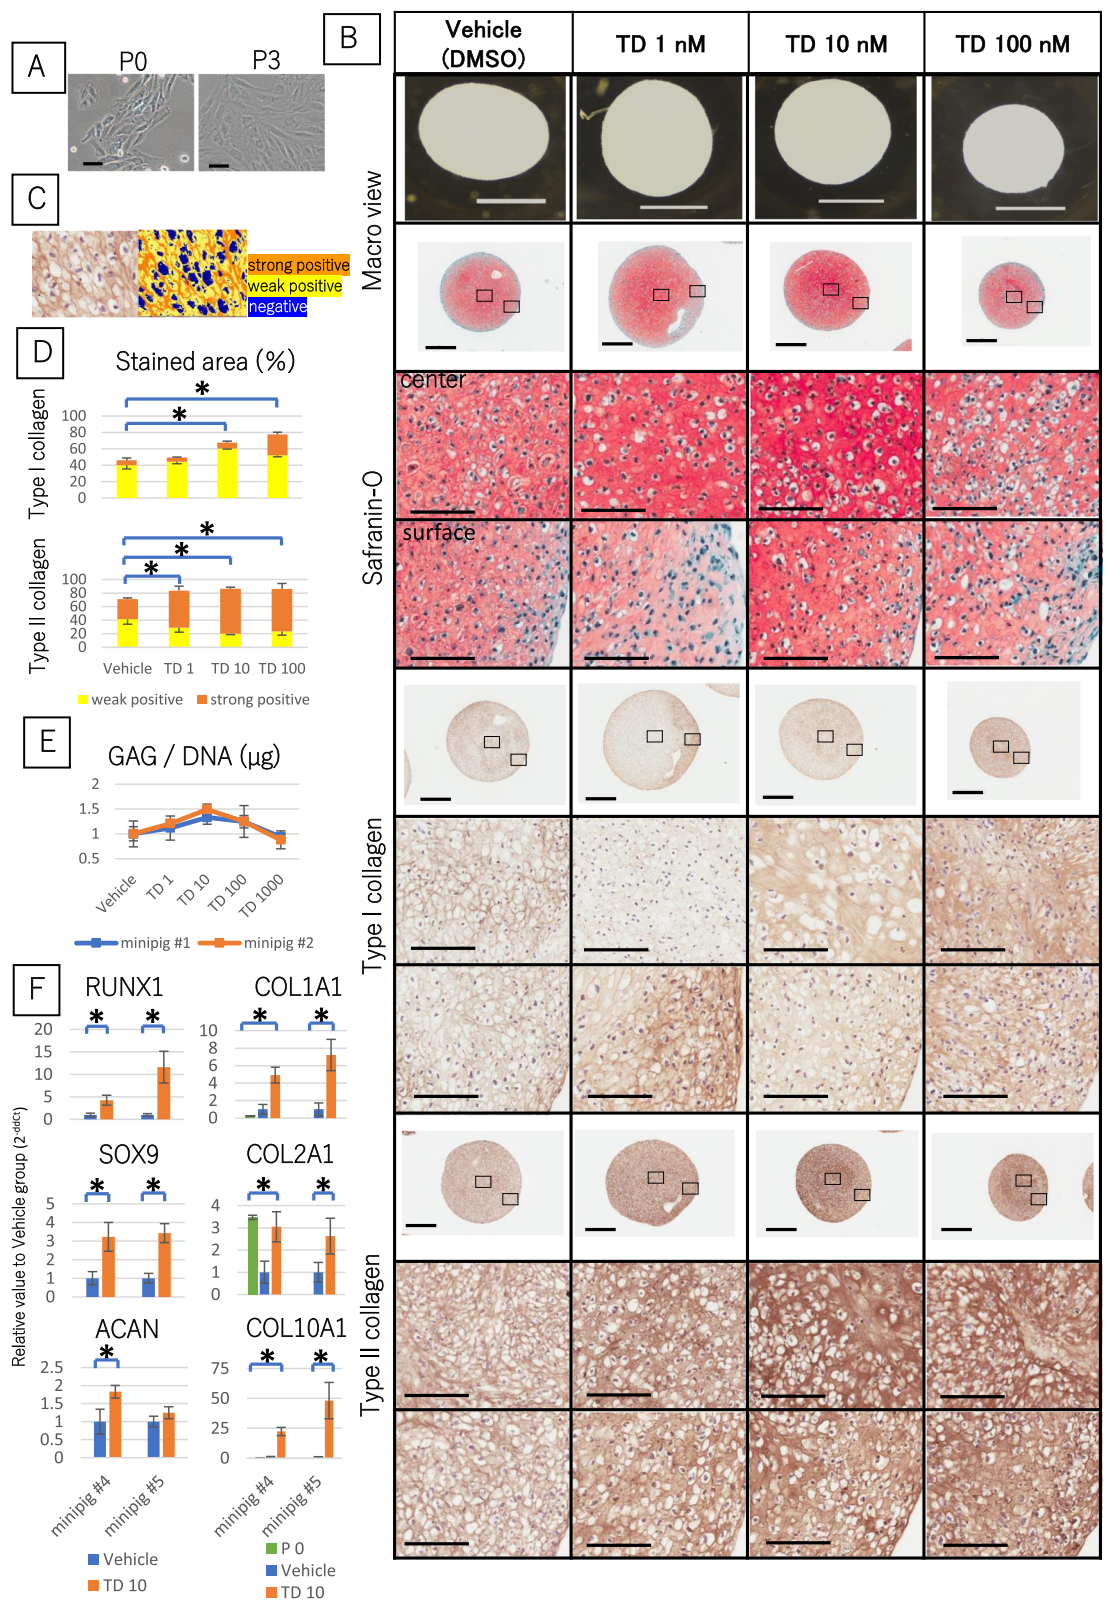 A
P0
P3
B
Vehicle
(DMSO)
TD 1 nM
TD 10 nM
TD 100 nM
Macro view
Safranin-O
center
surface
Type I collagen
Type II collagen
C
strong positive
weak positive
negative
D
Stained area (%)
Type I collagen
100
80
60
40
20
0
*
*
Type II collagen
100
80
60
40
20
0
*
*
*
Vehicle
TD 1
TD 10
TD 100
weak positive
strong positive
E
GAG / DNA (μg)
2
1.5
1
0.5
Vehicle
TD 1
TD 10
TD 100
TD 1000
minipig #1
minipig #2
F
Relative value to Vehicle group (2^-ddCt)
RUNX1
20
15
10
5
0
*
*
COL1A1
10
8
6
4
2
0
*
*
SOX9
5
4
3
2
1
0
*
*
COL2A1
4
3
2
1
0
*
*
ACAN
2.5
2
1.5
1
0.5
0
*
minipig #4
minipig #5
Vehicle
TD 10
COL10A1
75
50
25
0
*
*
minipig #4
minipig #5
P 0
Vehicle
TD 10